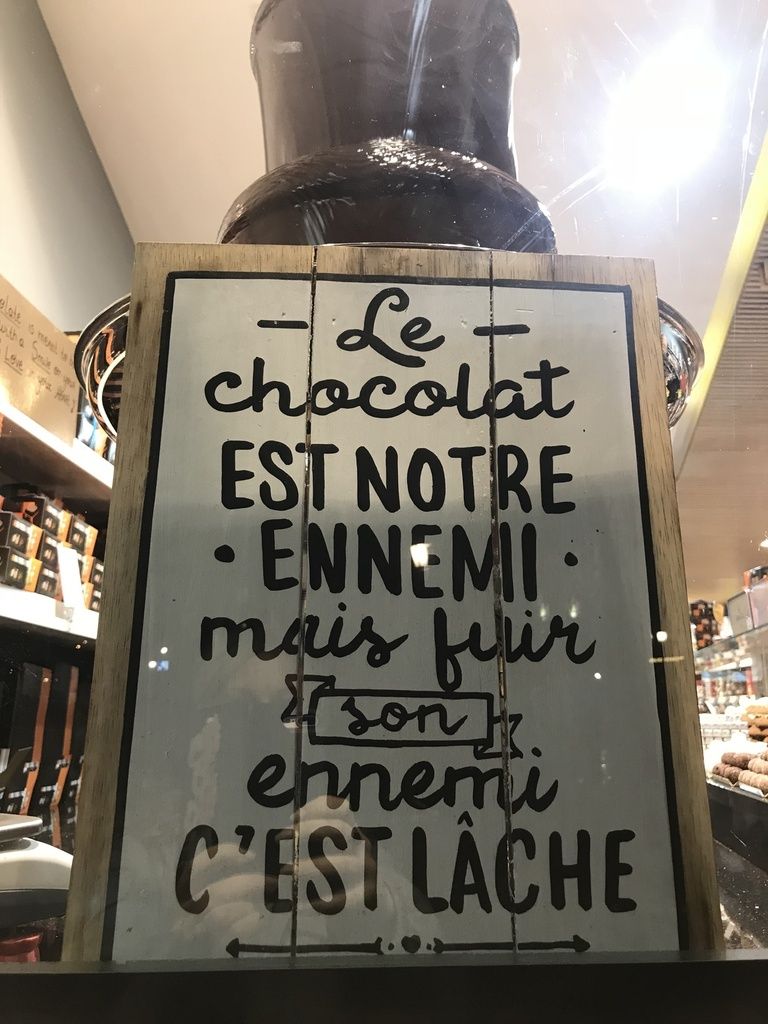 Le
chocolat
EST NOTRE
ENNEMI
mais fuir
son
ennemi
C'EST LÂCHE